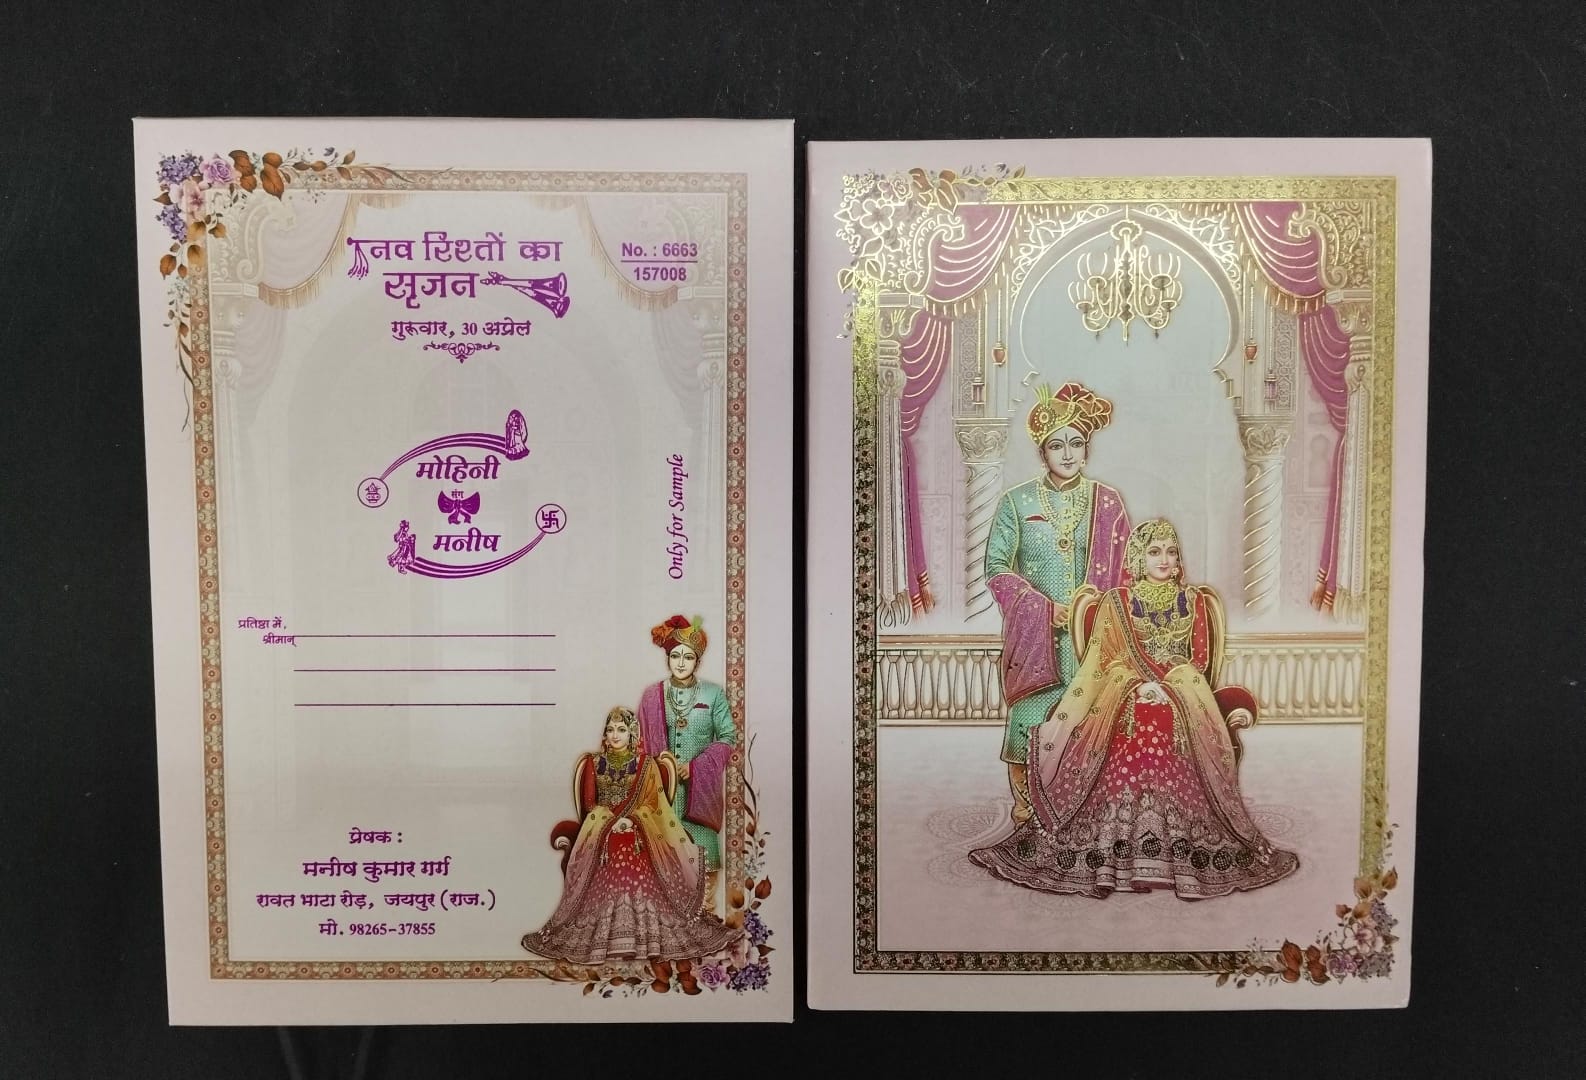 नव रिश्तों का
सृजन
No. : 6663
157008
गुरूवार, 30 अप्रेल
मोहिनी
संग
मनीष
Only for Sample
प्रतिष्ठा में,
श्रीमान्
प्रेषक :
मनीष कुमार गर्ग
रावत भाटा रोड़, जयपुर (राज.)
मो. 98265-37855